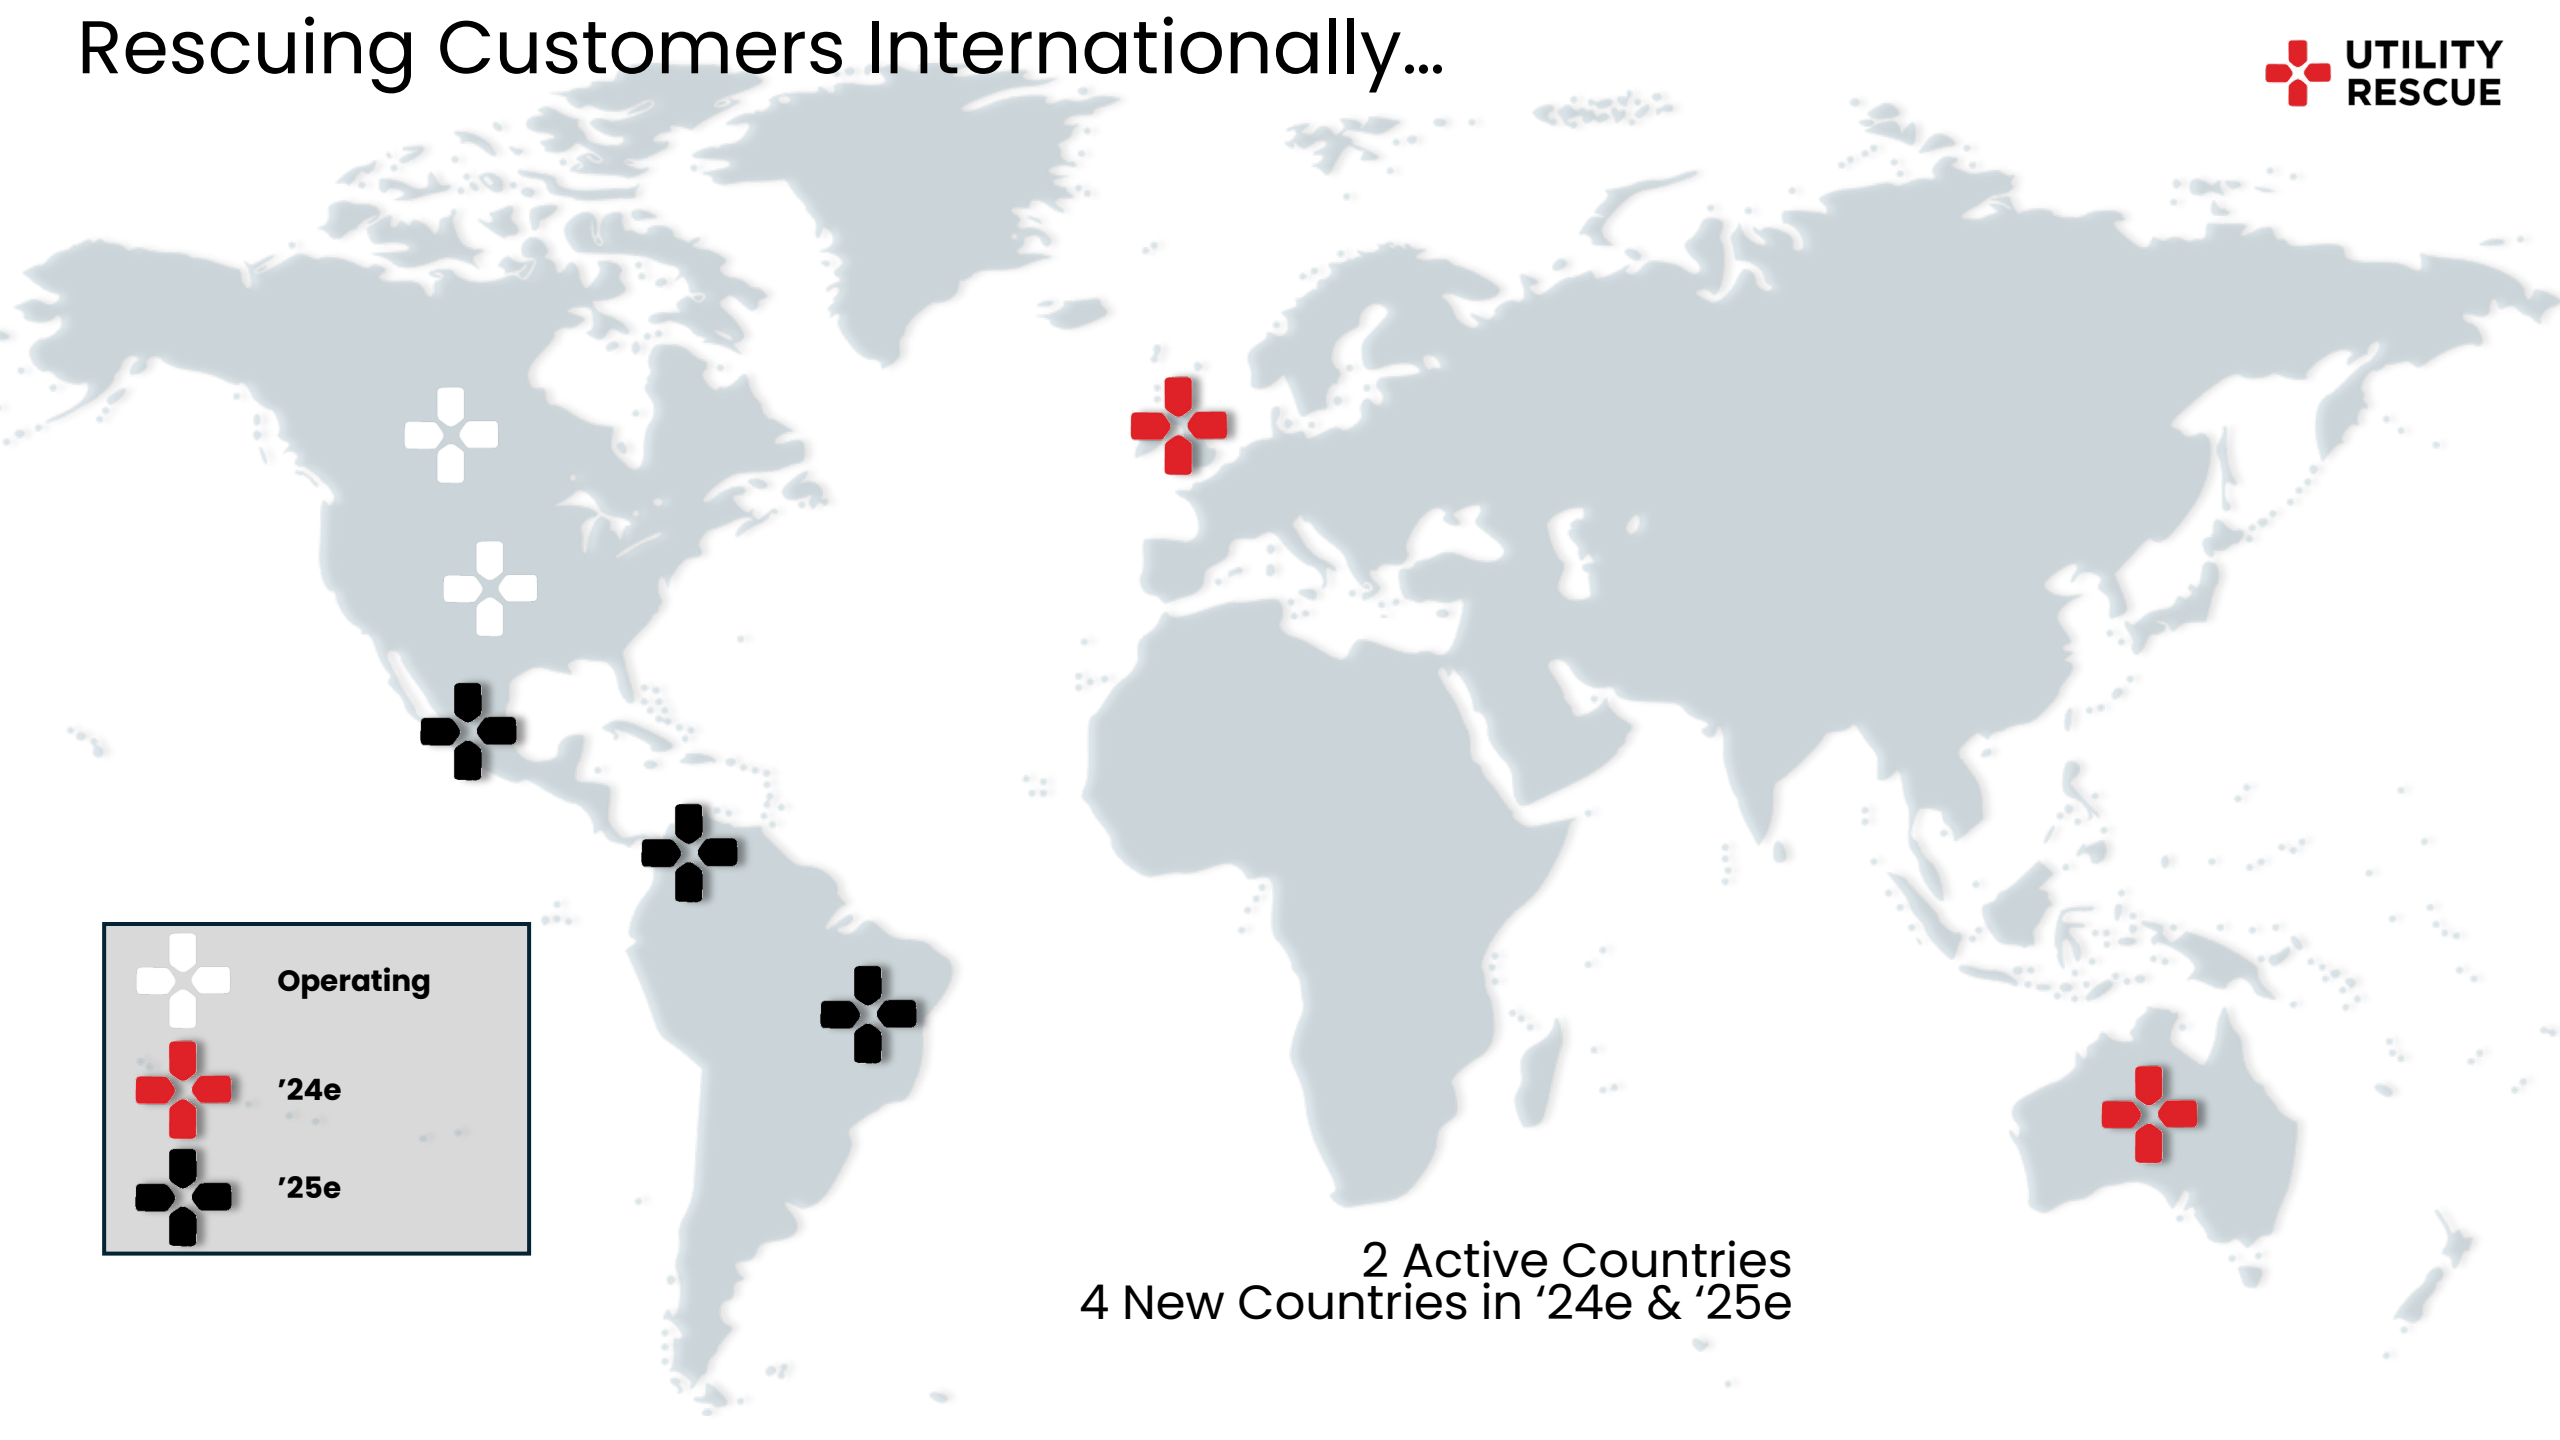 Rescuing Customers Internationally…
UTILITY
RESCUE
Operating
’24e
’25e
2 Active Countries
4 New Countries in ‘24e & ‘25e